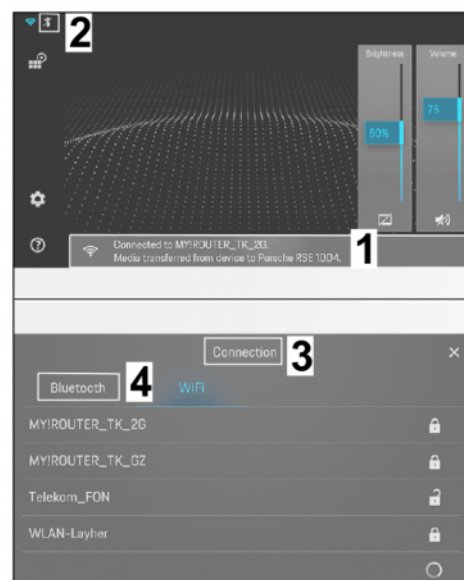 2
Brightness
Volume
75
50%
Connected to MY!ROUTER_TK_2G.
Media transferred from device to Porsche RSE 1004.
1
Connection
3
Bluetooth
4
WiFi
MY!ROUTER_TK_2G
MY!ROUTER_TK_GZ
Telekom_FON
WLAN-Layher